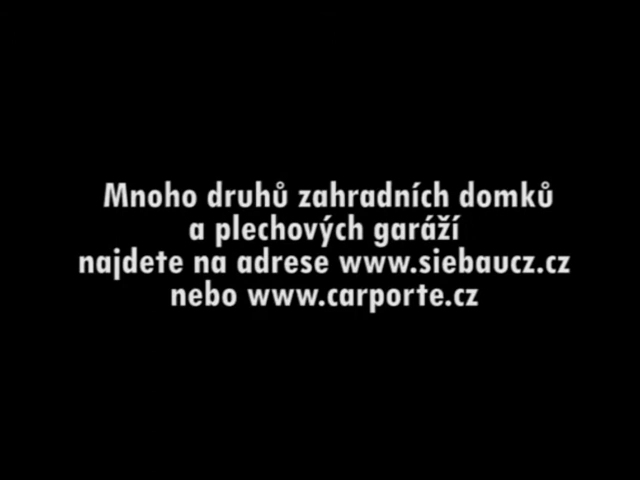 Mnoho druhů zahradních domků
a plechových garáží
najdete na adrese www.siebaucz.cz
nebo www.carporte.cz